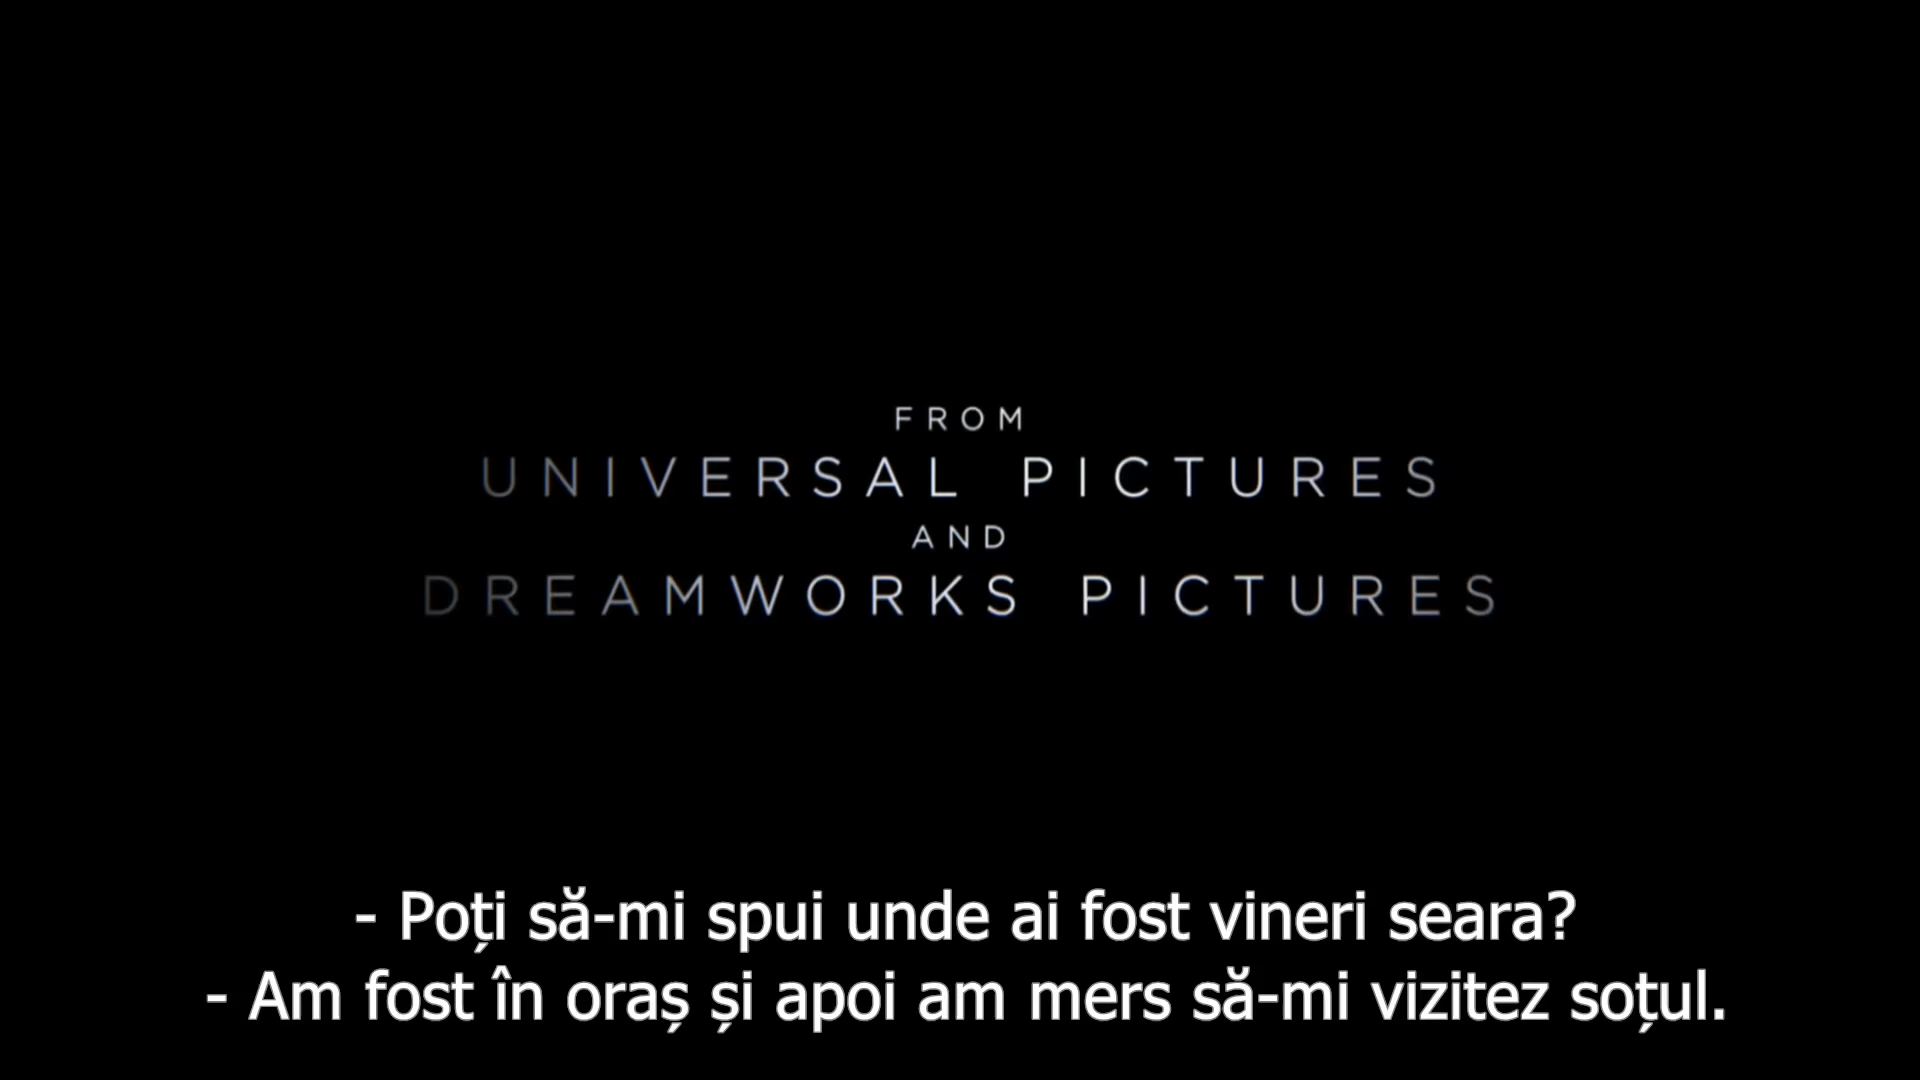 FROM
UNIVERSAL PICTURES
AND
DREAMWORKS PICTURES
- Poți să-mi spui unde ai fost vineri seara?
- Am fost în oraș și apoi am mers să-mi vizitez soțul.